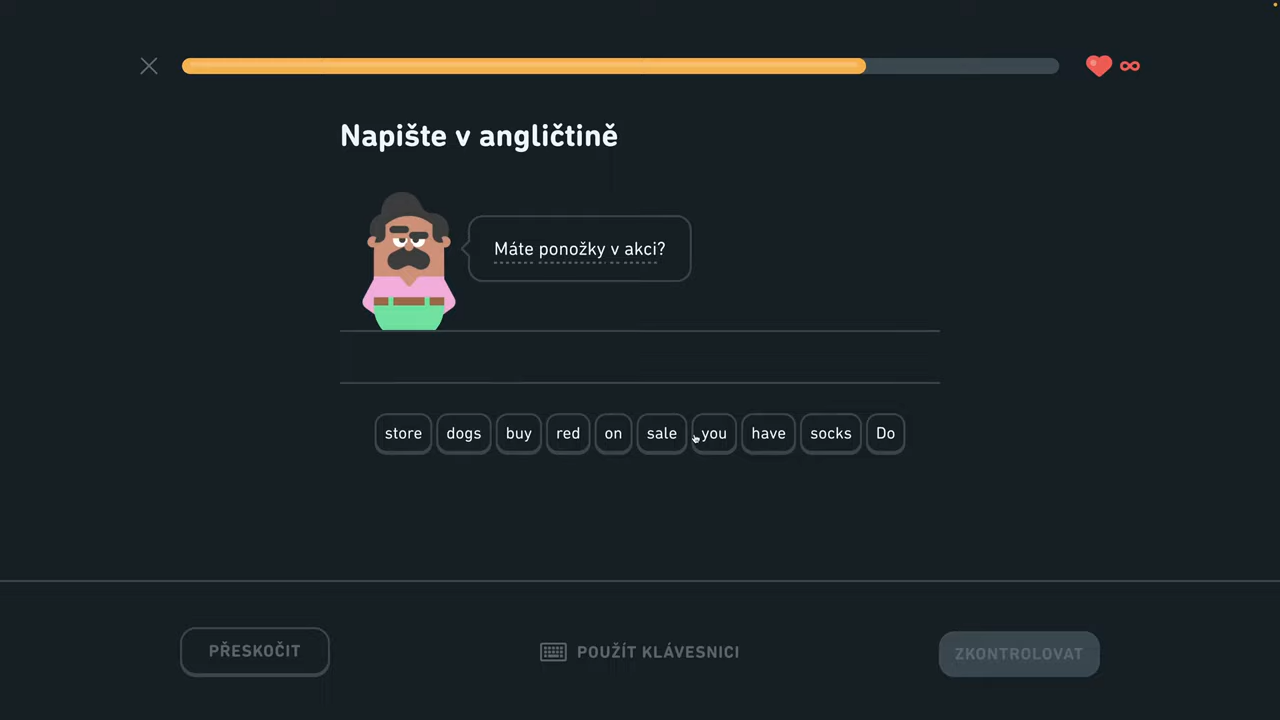 ∞
Napište v angličtině
Máte ponožky v akci?
store dogs buy red on sale you have socks Do
PŘESKOČIT POUŽÍT KLÁVESNICI ZKONTROLOVAT